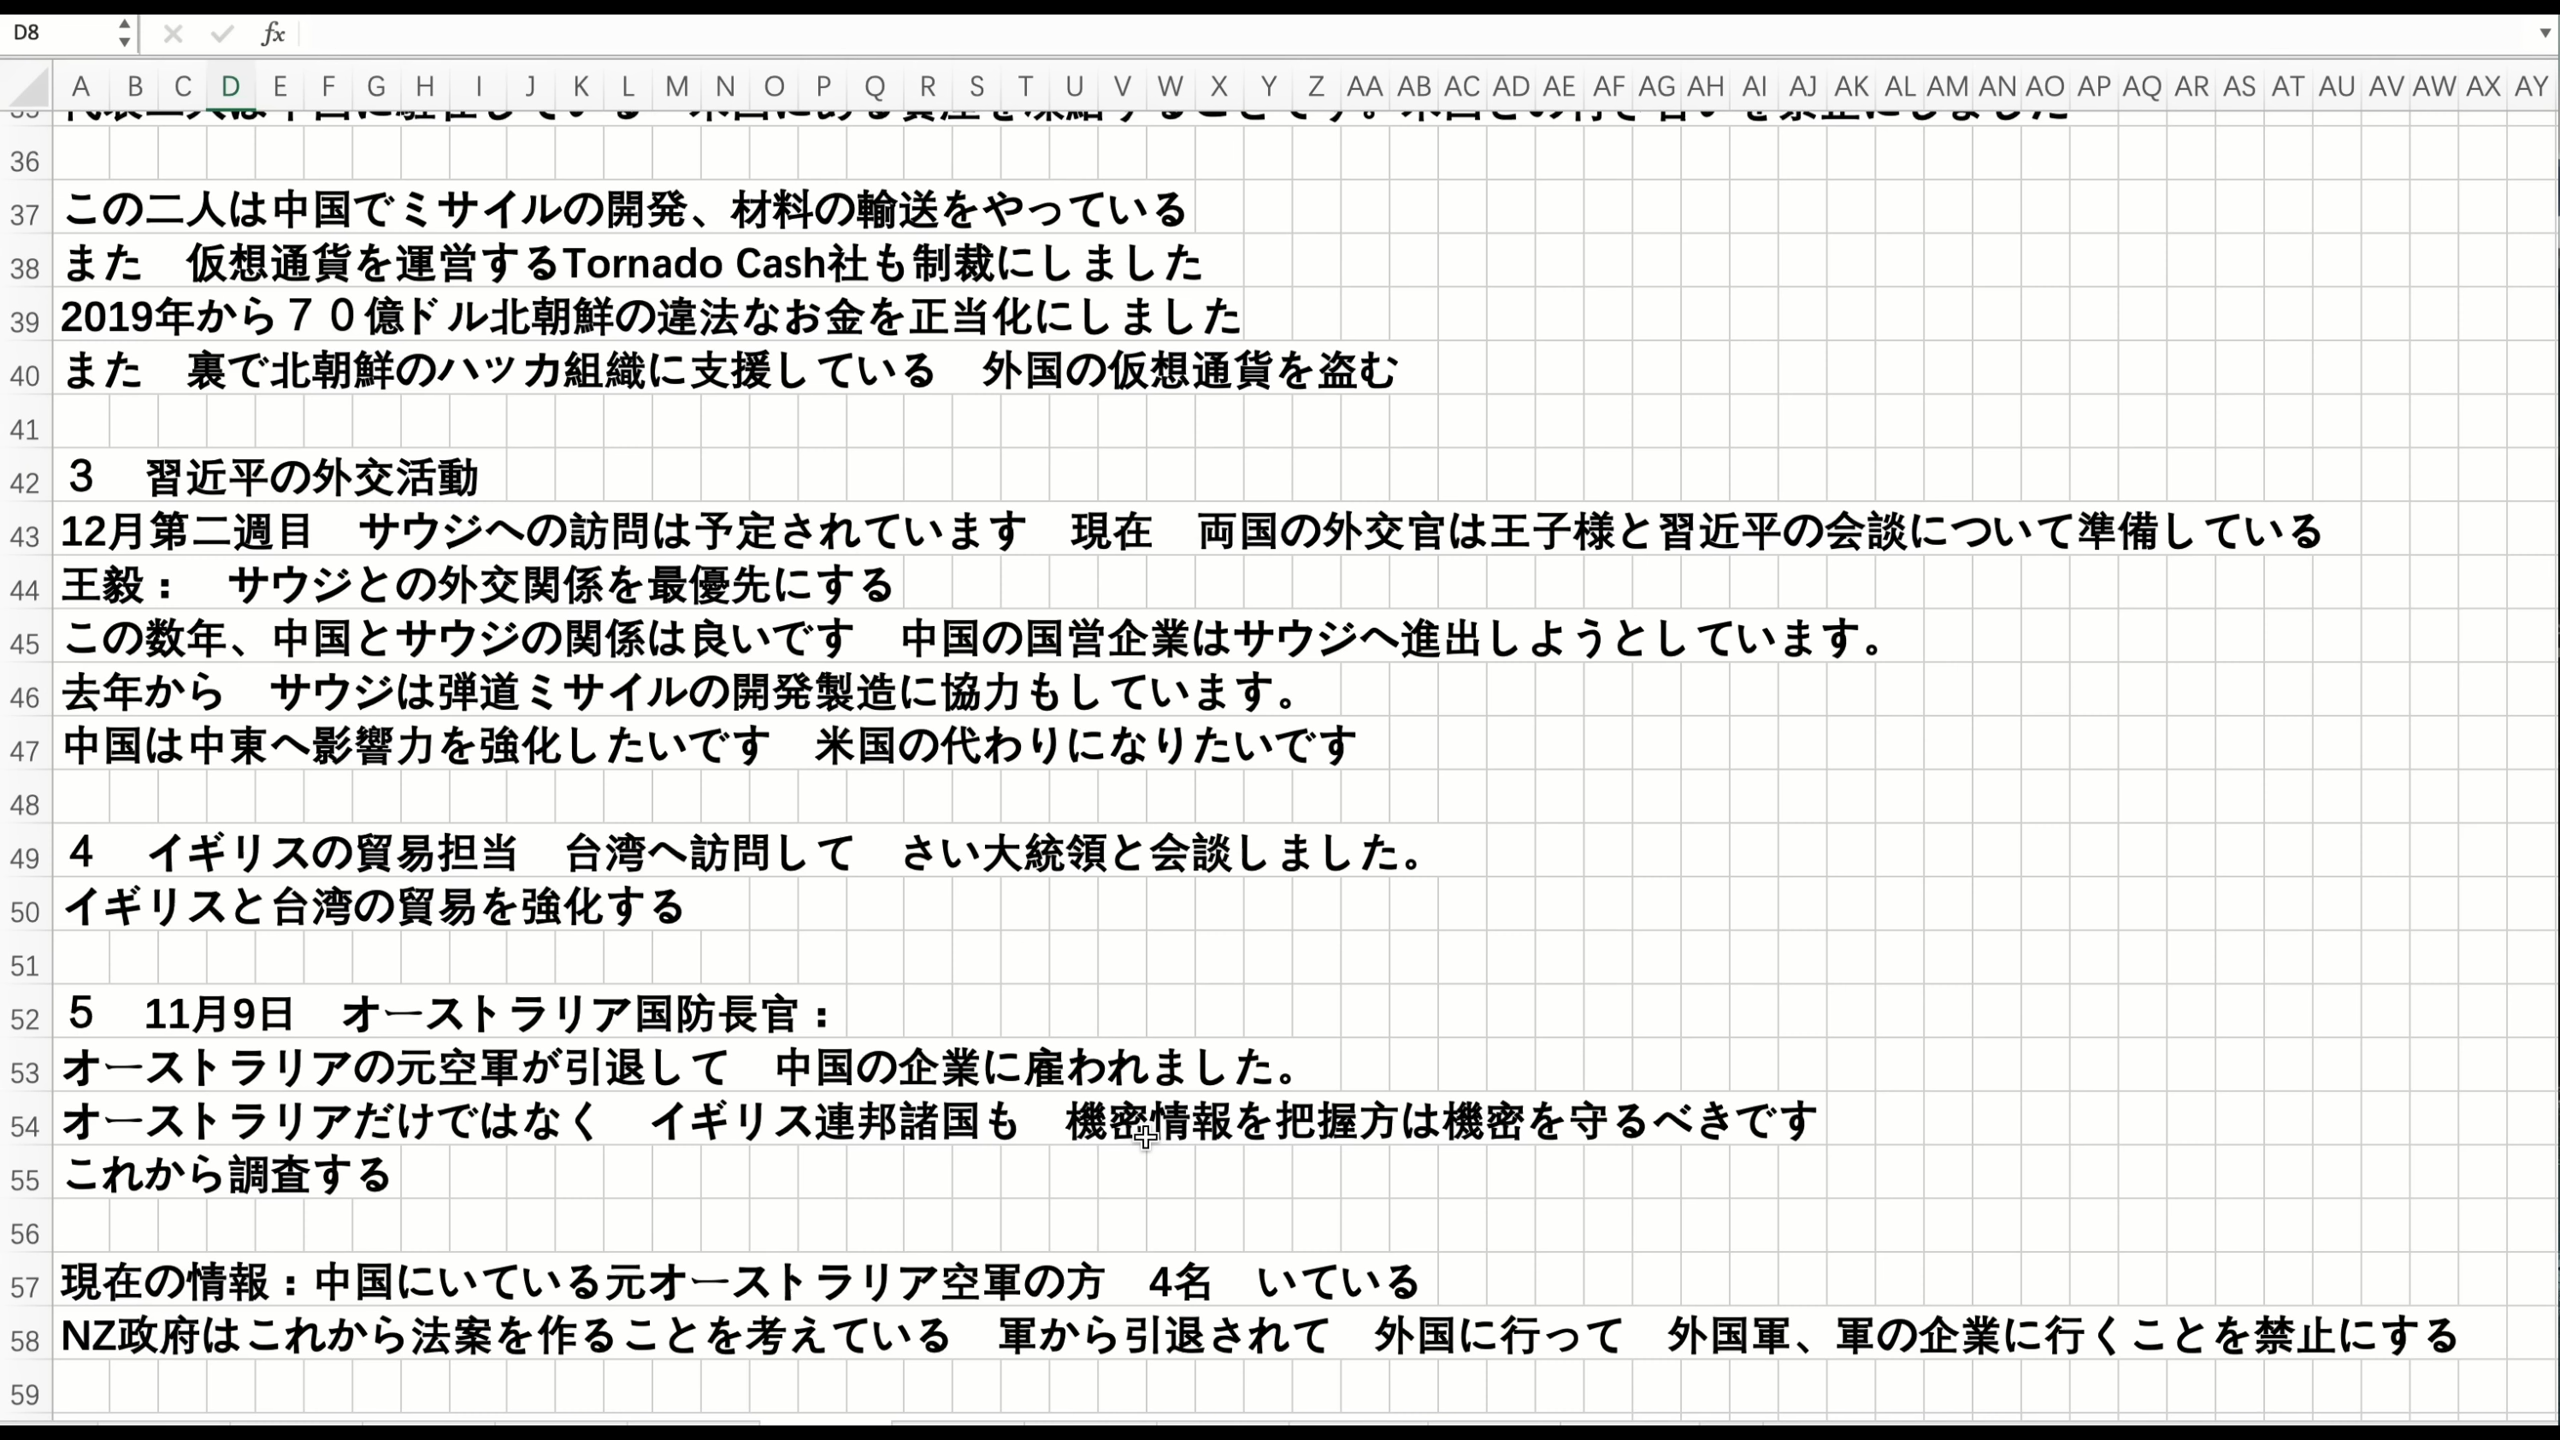 D8 fx
A B C D E F G H I J K L M N O P Q R S T U V W X Y Z AA AB AC AD AE AF AG AH AI AJ AK AL AM AN AO AP AQ AR AS AT AU AV AW AX AY
36
37 この二人は中国でミサイルの開発、材料の輸送をやっている
38 また　仮想通貨を運営するTornado Cash社も制裁にしました
39 2019年から７０億ドル北朝鮮の違法なお金を正当化にしました
40 また　裏で北朝鮮のハッカ組織に支援している　外国の仮想通貨を盗む
41
42 ３　習近平の外交活動
43 12月第二週目　サウジへの訪問は予定されています　現在　両国の外交官は王子様と習近平の会談について準備している
44 王毅：　サウジとの外交関係を最優先にする
45 この数年、中国とサウジの関係は良いです　中国の国営企業はサウジへ進出しようとしています。
46 去年から　サウジは弾道ミサイルの開発製造に協力もしています。
47 中国は中東へ影響力を強化したいです　米国の代わりになりたいです
48
49 ４　イギリスの貿易担当　台湾へ訪問して　さい大統領と会談しました。
50 イギリスと台湾の貿易を強化する
51
52 ５　11月9日　オーストラリア国防長官：
53 オーストラリアの元空軍が引退して　中国の企業に雇われました。
54 オーストラリアだけではなく　イギリス連邦諸国も　機密情報を把握方は機密を守るべきです
55 これから調査する
56
57 現在の情報：中国にいている元オーストラリア空軍の方　4名　いている
58 NZ政府はこれから法案を作ることを考えている　軍から引退されて　外国に行って　外国軍、軍の企業に行くことを禁止にする
59